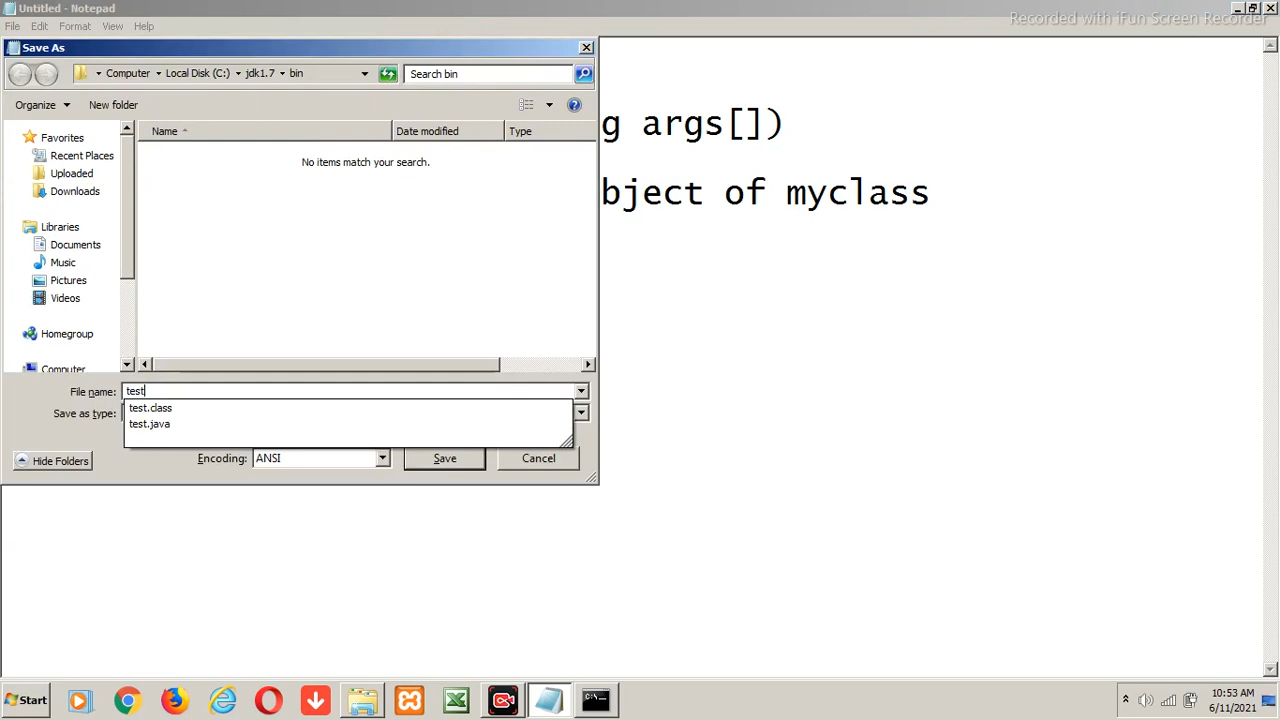 Untitled - Notepad
File Edit Format View Help
Recorded with iFun Screen Recorder
Save As
Computer Local Disk (C:) jdk1.7 bin
Search bin
Organize New folder
Favorites
Recent Places
Uploaded
Downloads
Libraries
Documents
Music
Pictures
Videos
Homegroup
Computer
Name Date modified Type
No items match your search.
g args[])
bject of myclass
File name: test
test.class
test.java
Save as type:
Hide Folders
Encoding: ANSI
Save Cancel
Start
10:53 AM
6/11/2021